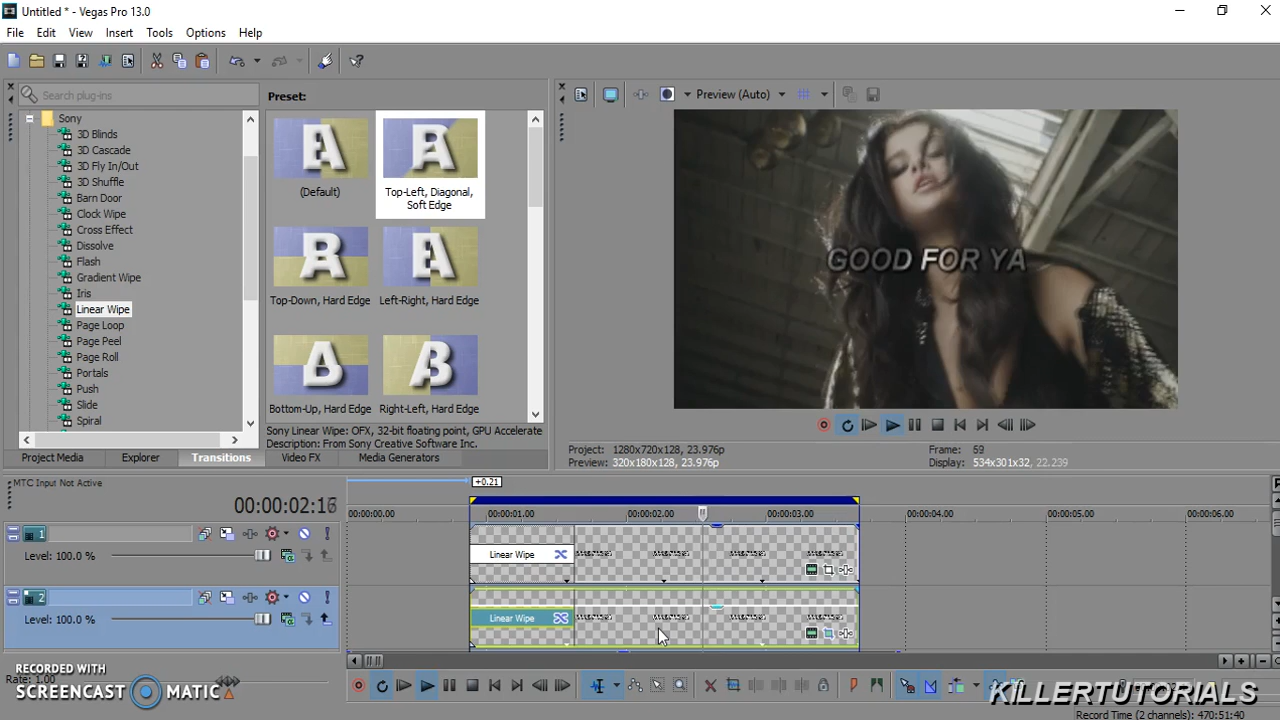 Untitled * - Vegas Pro 13.0
File Edit View Insert Tools Options Help
Search plug-ins
Preset:
Preview (Auto)
Sony
3D Blinds
3D Cascade
3D Fly In/Out
3D Shuffle
Barn Door
Clock Wipe
Cross Effect
Dissolve
Flash
Gradient Wipe
Iris
Linear Wipe
Page Loop
Page Peel
Page Roll
Portals
Push
Slide
Spiral
(Default)
Top-Left, Diagonal, Soft Edge
Top-Down, Hard Edge
Left-Right, Hard Edge
Bottom-Up, Hard Edge
Right-Left, Hard Edge
Sony Linear Wipe: OFX, 32-bit floating point, GPU Accelerate
Description: From Sony Creative Software Inc.
Project Media Explorer Transitions Video FX Media Generators
GOOD FOR YA
Project: 1280x720x128, 23.976p
Preview: 320x180x128, 23.976p
Frame: 59
Display: 534x301x32, 22.239
MTC Input Not Active
00:00:02:16
+0.21
00:00:00.00 00:00:01.00 00:00:02.00 00:00:03.00 00:00:04.00 00:00:05.00 00:00:06.00
1
Level: 100.0 %
Linear Wipe
2
Level: 100.0 %
Linear Wipe
Rate: 1.00
RECORDED WITH
SCREENCAST MATIC
KILLERTUTORIALS
Record Time (2 channels): 470:51:40